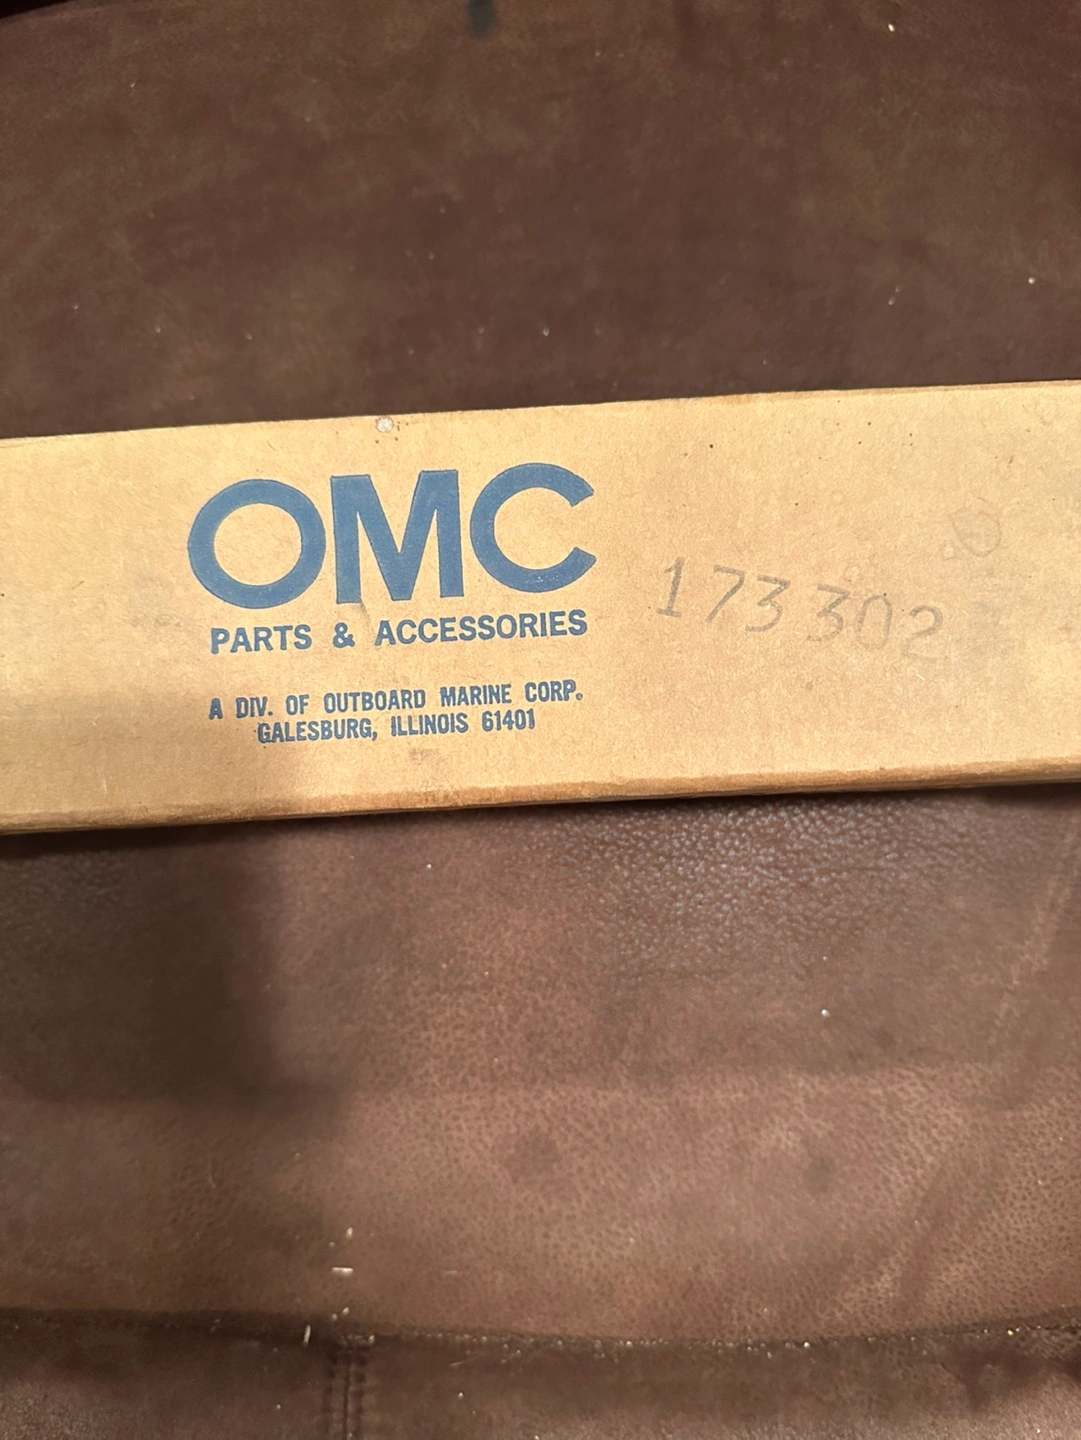 OMC
PARTS & ACCESSORIES
A DIV. OF OUTBOARD MARINE CORP.
GALESBURG, ILLINOIS 61401
173302